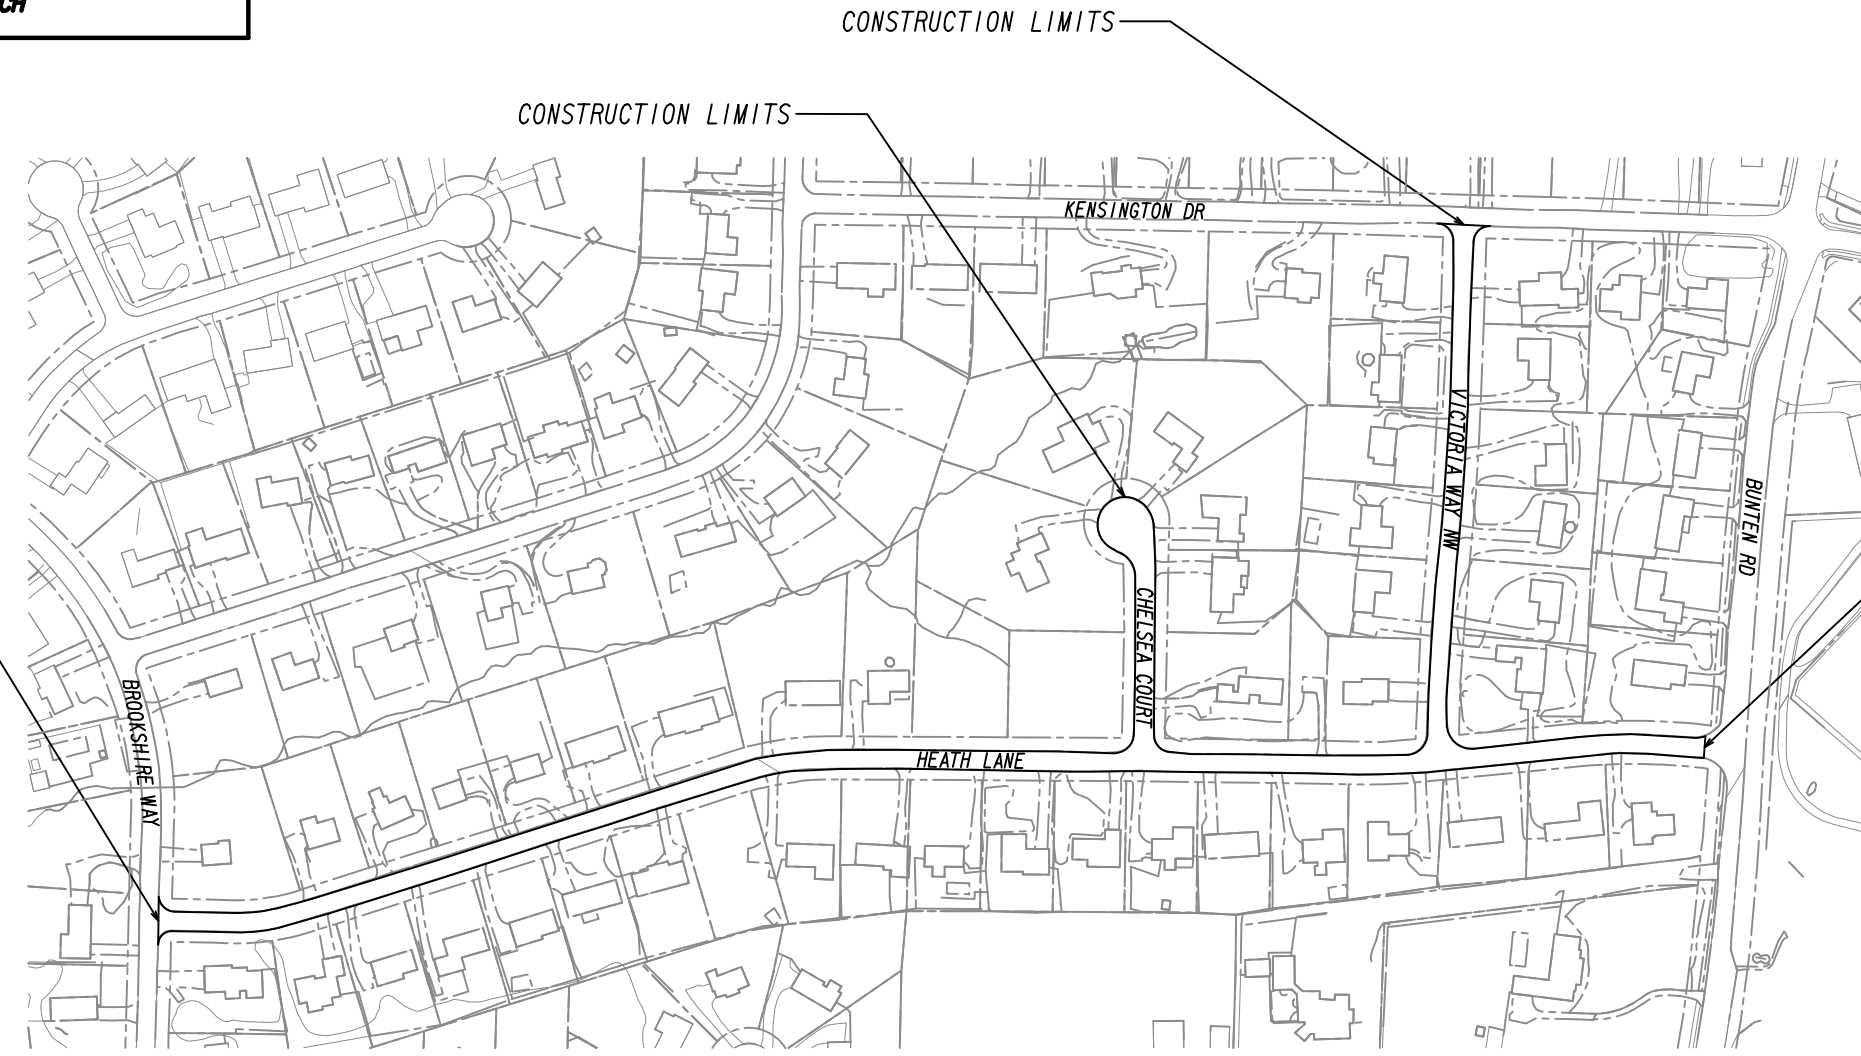 CONSTRUCTION LIMITS
CONSTRUCTION LIMITS
KENSINGTON DR
VICTORIA WAY NW
BUNTEN RD
CHELSEA COURT
BROOKSHIRE WAY
HEATH LANE